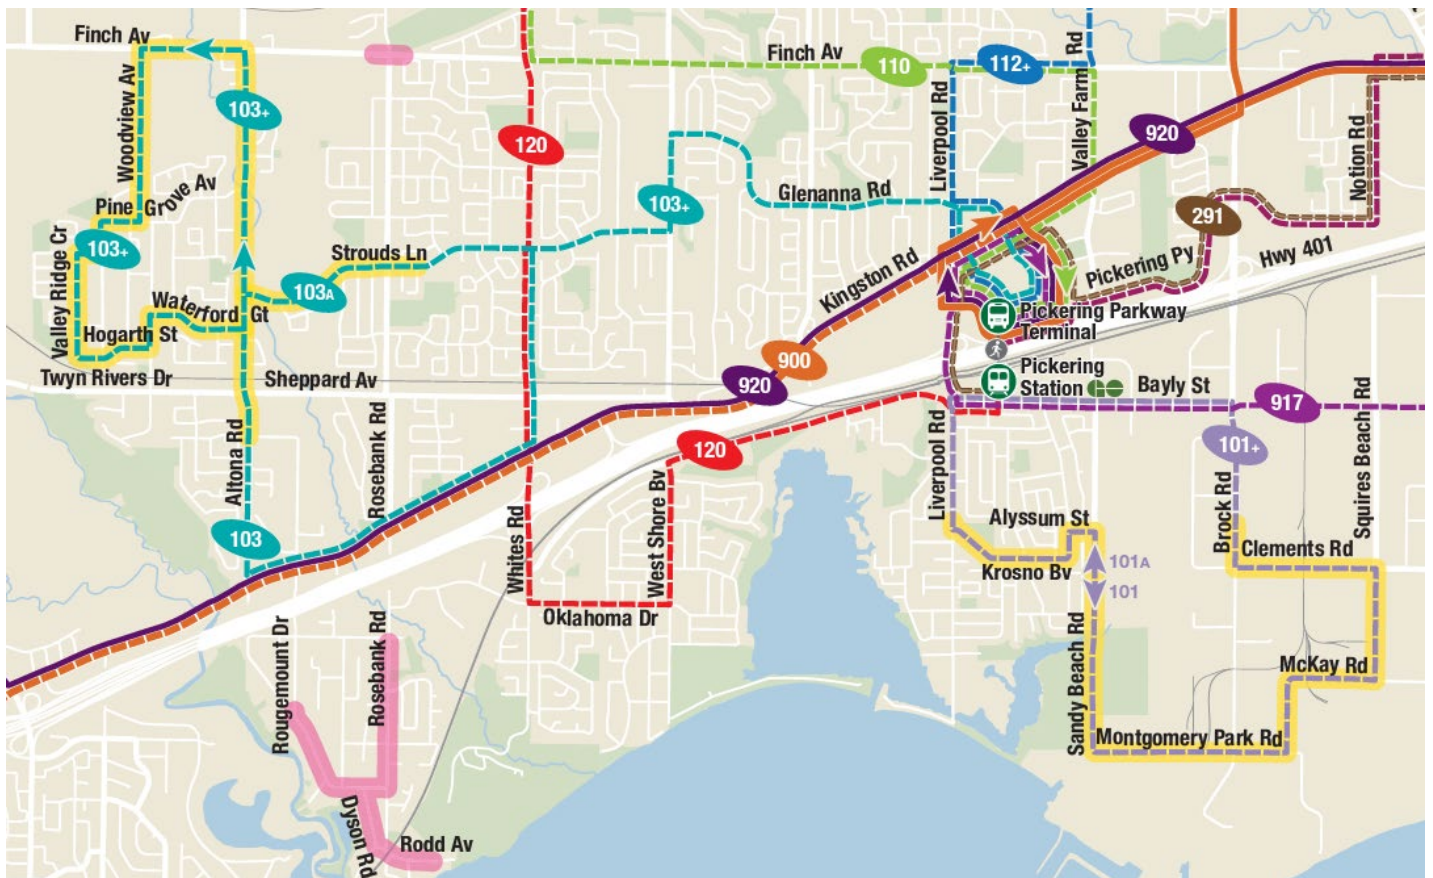 Finch Av
Woodview Av
103+
120
Finch Av
110
112+
Rd
Valley Farm
Liverpool Rd
920
Notion Rd
Pine Grove Av
103+
Valley Ridge Cr
Strouds Ln
103+
Glenanna Rd
291
Pickering Py
Hwy 401
103A
Waterford Gt
Hogarth St
Twyn Rivers Dr
Sheppard Av
Kingston Rd
Pickering Parkway
Terminal
900
920
Pickering
Station
Bayly St
917
Squires Beach Rd
101+
Brock Rd
Altona Rd
Rosebank Rd
120
Liverpool Rd
103
Whites Rd
West Shore Bv
Oklahoma Dr
Alyssum St
Krosno Bv
101A
101
Clements Rd
McKay Rd
Sandy Beach Rd
Montgomery Park Rd
Rougemount Dr
Rosebank Rd
Dyson Rd
Rodd Av